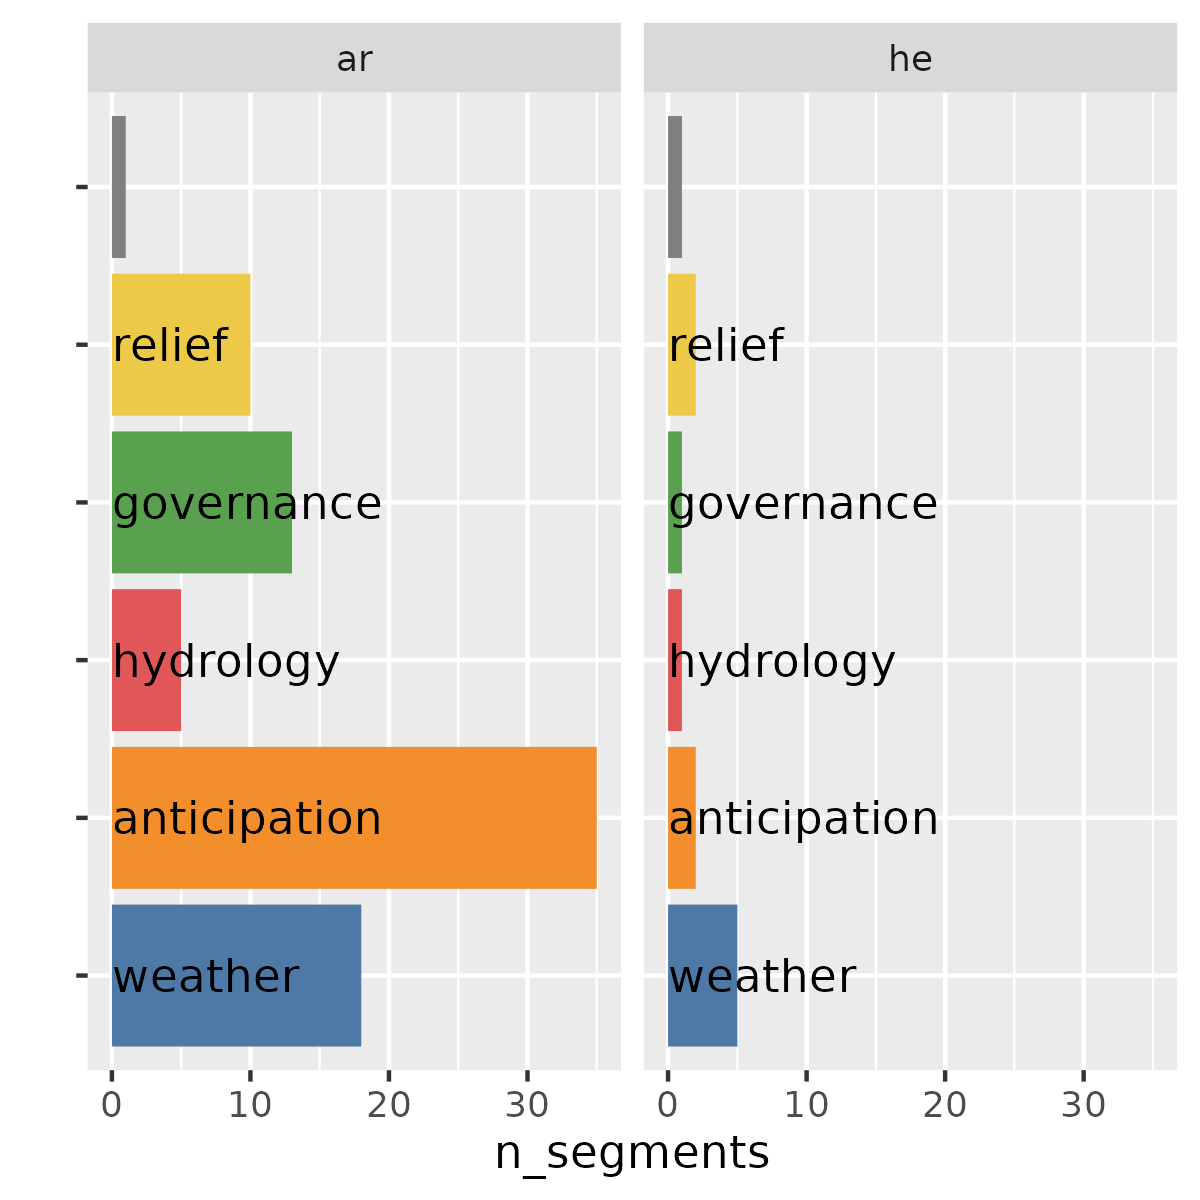 ar
he
relief
relief
governance
governance
hydrology
hydrology
anticipation
anticipation
weather
weather
0 10 20 30
0 10 20 30
n_segments